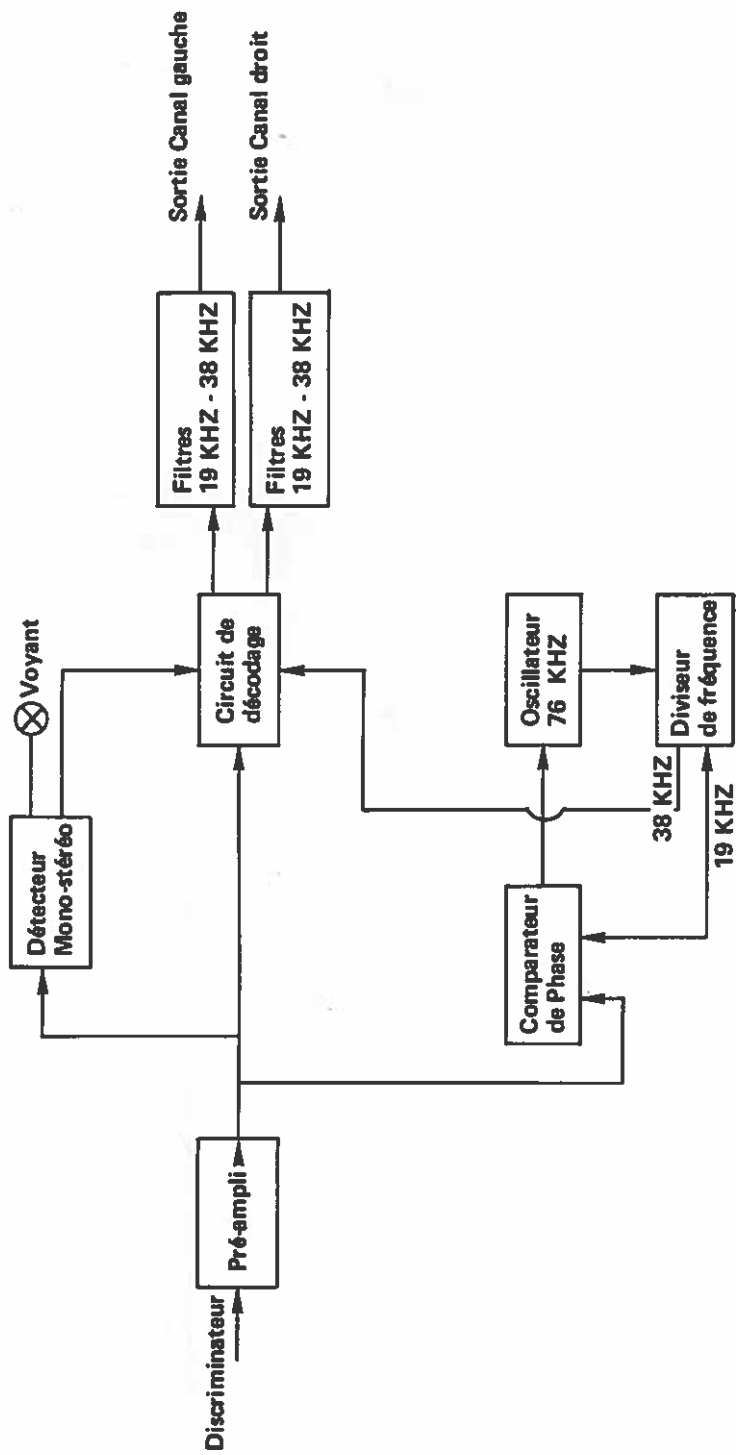 Discriminateur
Pré-ampli
Détecteur
Mono-stéréo
Voyant
Circuit de
décodage
Filtres
19 KHZ - 38 KHZ
Sortie Canal gauche
Filtres
19 KHZ - 38 KHZ
Sortie Canal droit
Comparateur
de Phase
Oscillateur
76 KHZ
38 KHZ
19 KHZ
Diviseur
de fréquence